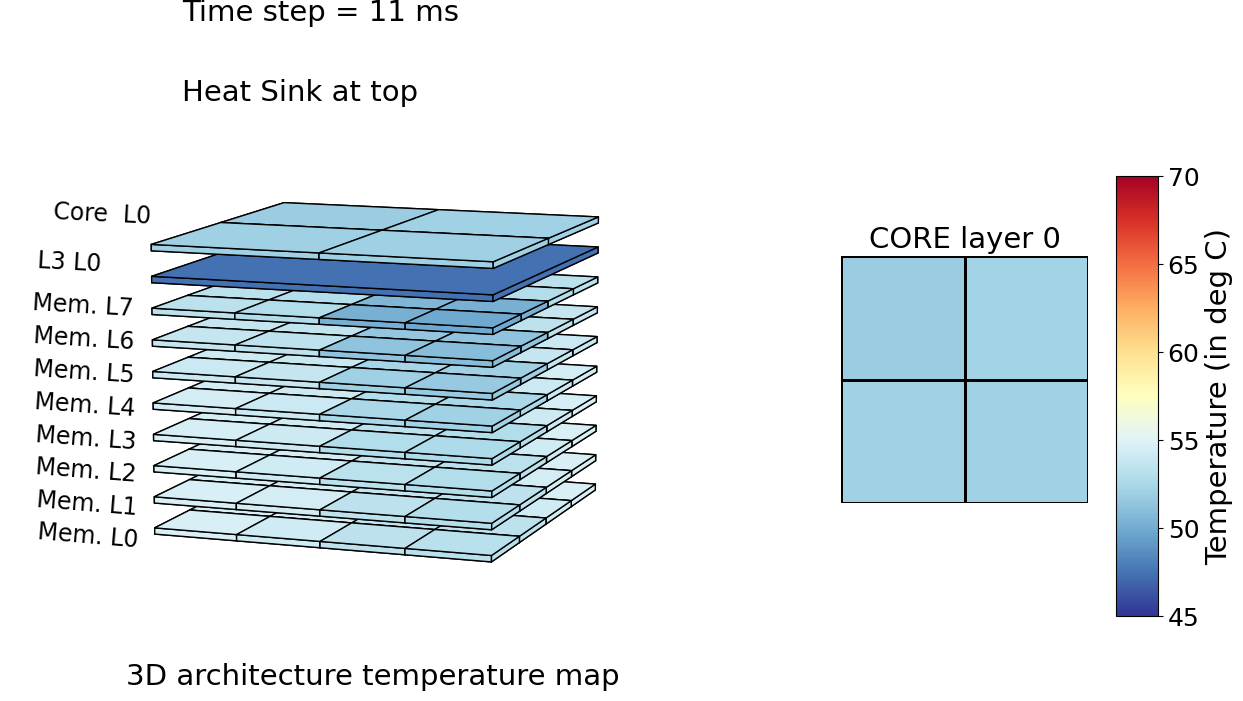 Time step = 11 ms
Heat Sink at top
Core  L0
L3 L0
Mem. L7
Mem. L6
Mem. L5
Mem. L4
Mem. L3
Mem. L2
Mem. L1
Mem. L0
3D architecture temperature map
CORE layer 0
70
65
60
55
50
45
Temperature (in deg C)